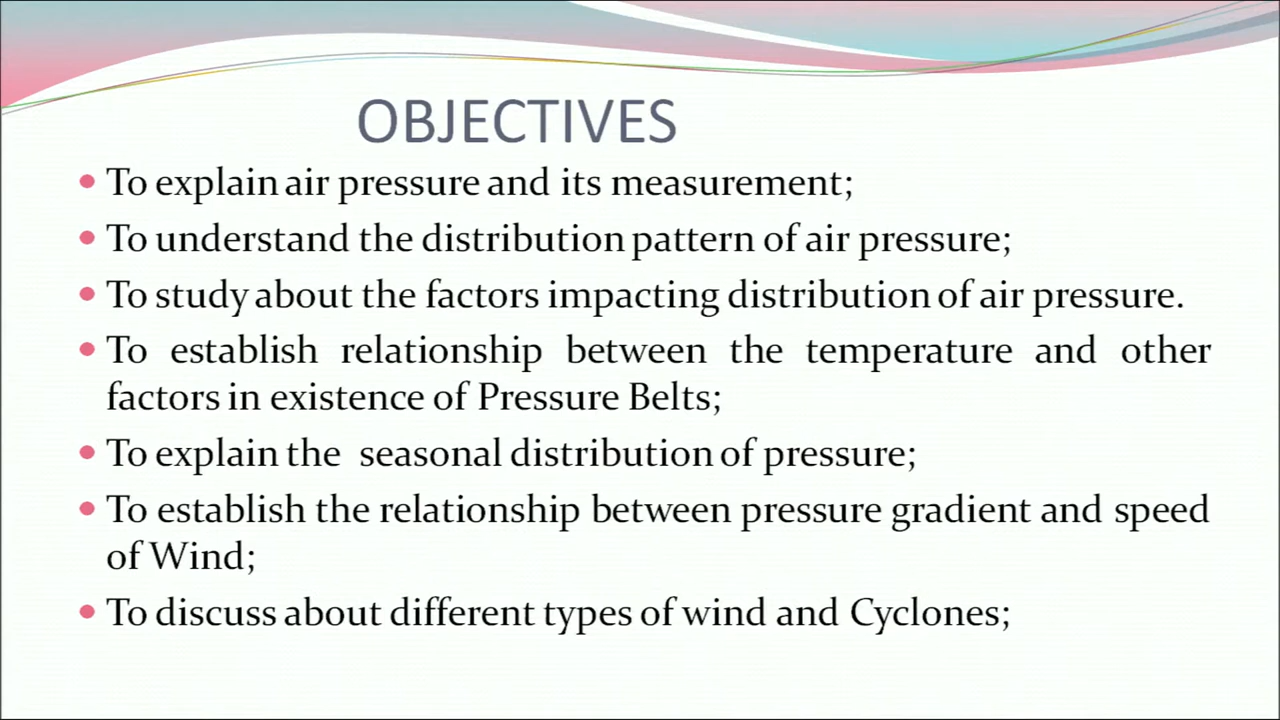 OBJECTIVES
• To explain air pressure and its measurement;
• To understand the distribution pattern of air pressure;
• To study about the factors impacting distribution of air pressure.
• To establish relationship between the temperature and other
factors in existence of Pressure Belts;
• To explain the seasonal distribution of pressure;
• To establish the relationship between pressure gradient and speed
of Wind;
• To discuss about different types of wind and Cyclones;